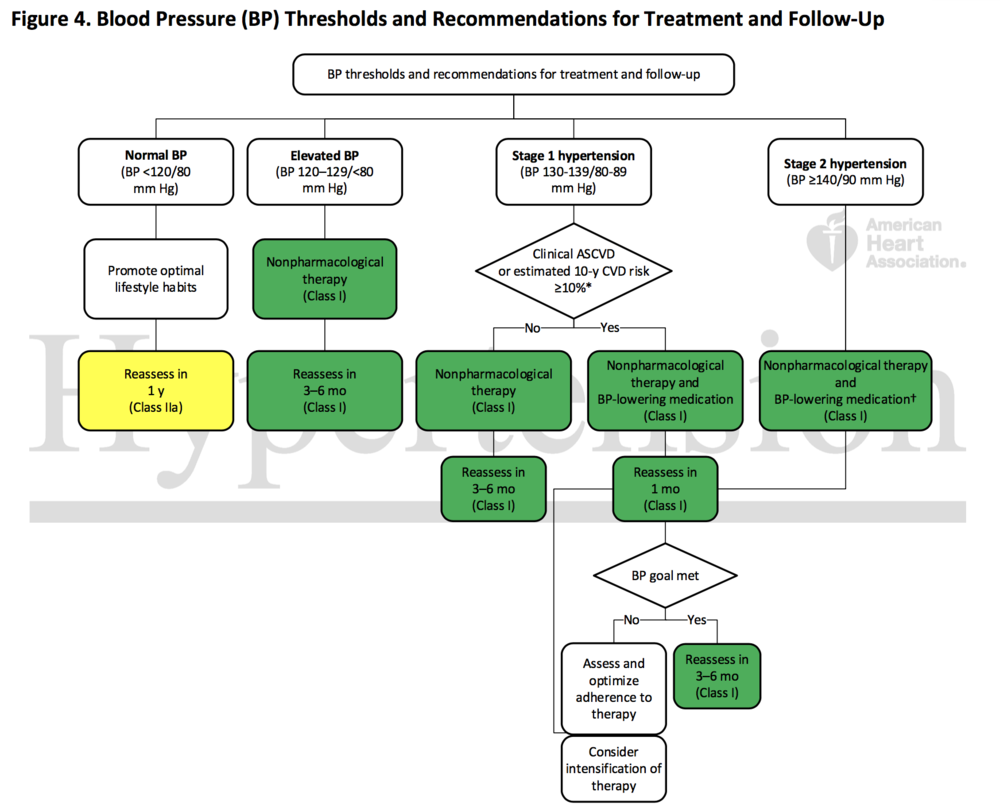 Figure 4. Blood Pressure (BP) Thresholds and Recommendations for Treatment and Follow-Up
BP thresholds and recommendations for treatment and follow-up
Normal BP
(BP <120/80
mm Hg)
Elevated BP
(BP 120–129/<80
mm Hg)
Stage 1 hypertension
(BP 130-139/80-89
mm Hg)
Stage 2 hypertension
(BP ≥140/90 mm Hg)
American
Heart
Association®
Promote optimal
lifestyle habits
Nonpharmacological
therapy
(Class I)
Clinical ASCVD
or estimated 10-y CVD risk
≥10%*
No
Yes
Reassess in
1 y
(Class IIa)
Reassess in
3–6 mo
(Class I)
Nonpharmacological
therapy
(Class I)
Nonpharmacological
therapy and
BP-lowering medication
(Class I)
Nonpharmacological therapy
and
BP-lowering medication†
(Class I)
Hypertension
Reassess in
3–6 mo
(Class I)
Reassess in
1 mo
(Class I)
BP goal met
No
Yes
Assess and
optimize
adherence to
therapy
Reassess in
3–6 mo
(Class I)
Consider
intensification of
therapy